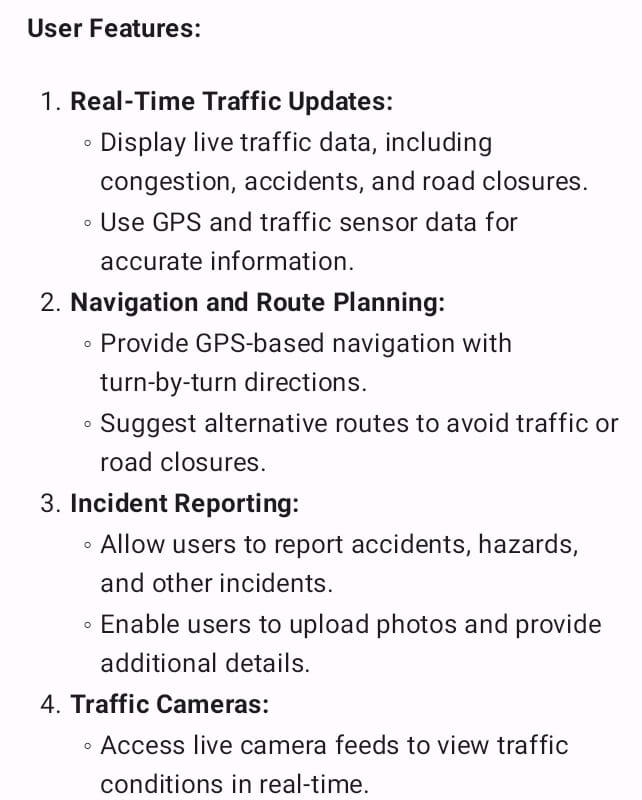 User Features:
1. Real-Time Traffic Updates:
◦ Display live traffic data, including
congestion, accidents, and road closures.
◦ Use GPS and traffic sensor data for
accurate information.
2. Navigation and Route Planning:
◦ Provide GPS-based navigation with
turn-by-turn directions.
◦ Suggest alternative routes to avoid traffic or
road closures.
3. Incident Reporting:
◦ Allow users to report accidents, hazards,
and other incidents.
◦ Enable users to upload photos and provide
additional details.
4. Traffic Cameras:
◦ Access live camera feeds to view traffic
conditions in real-time.